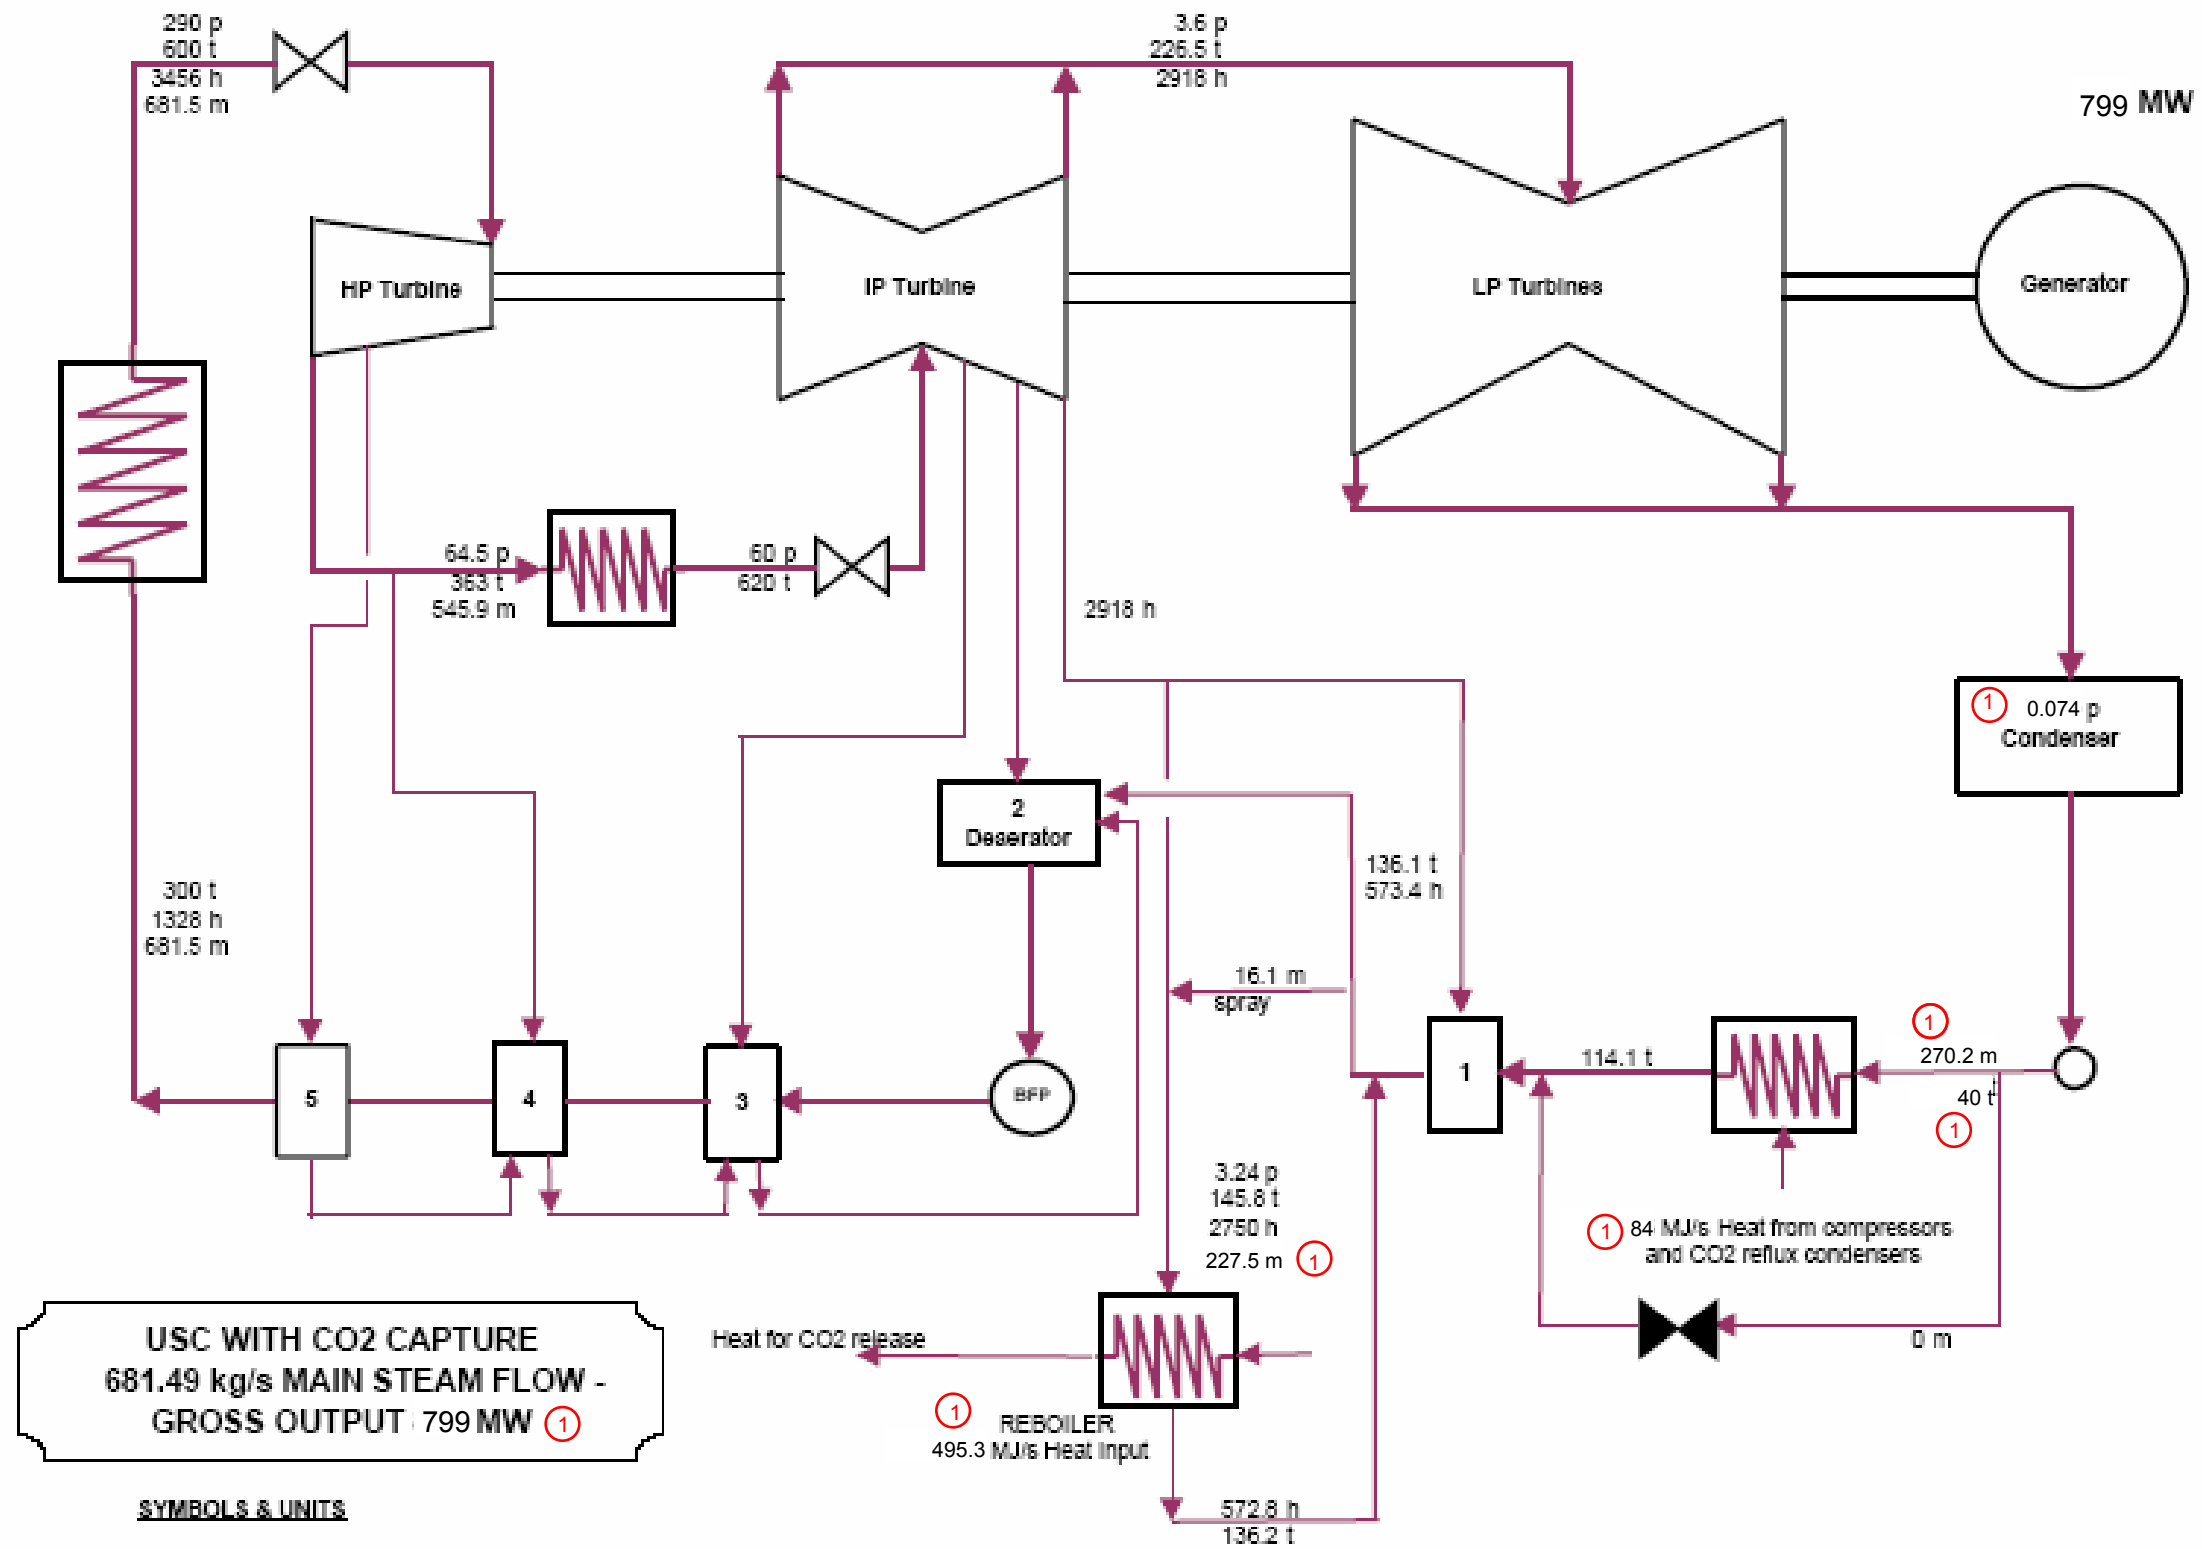 290 p
600 t
3456 h
681.5 m
3.6 p
226.5 t
2918 h
799 MW
HP Turbine
IP Turbine
LP Turbines
Generator
64.5 p
363 t
545.9 m
60 p
620 t
2918 h
1
0.074 p
Condenser
2
Deaerator
136.1 t
573.4 h
300 t
1328 h
681.5 m
16.1 m
spray
5
4
3
BFP
1
114.1 t
1
270.2 m
40 t
1
3.24 p
145.8 t
2750 h
227.5 m 1
1 84 MJ/s Heat from compressors
and CO2 reflux condensers
0 m
Heat for CO2 release
1
REBOILER
495.3 MJ/s Heat Input
572.8 h
136.2 t
USC WITH CO2 CAPTURE
681.49 kg/s MAIN STEAM FLOW -
GROSS OUTPUT 799 MW 1
SYMBOLS & UNITS